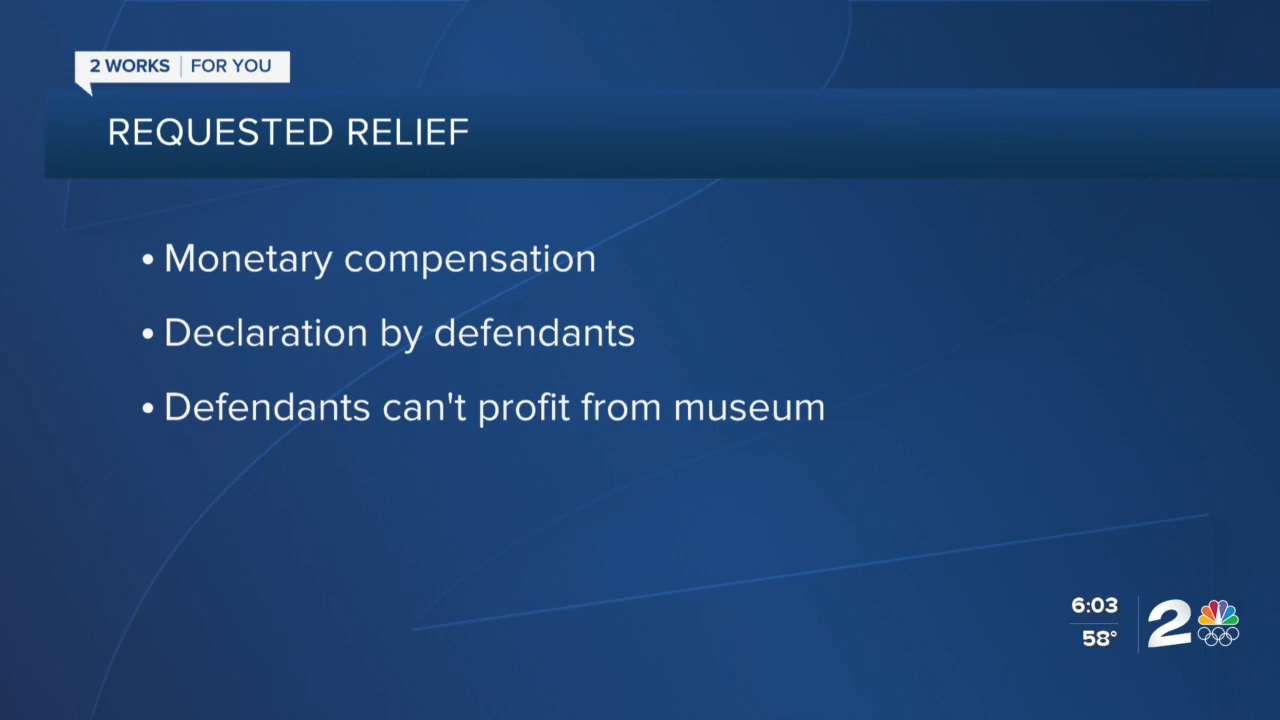 2 WORKS | FOR YOU
REQUESTED RELIEF
• Monetary compensation
• Declaration by defendants
• Defendants can't profit from museum
6:03
58°
2